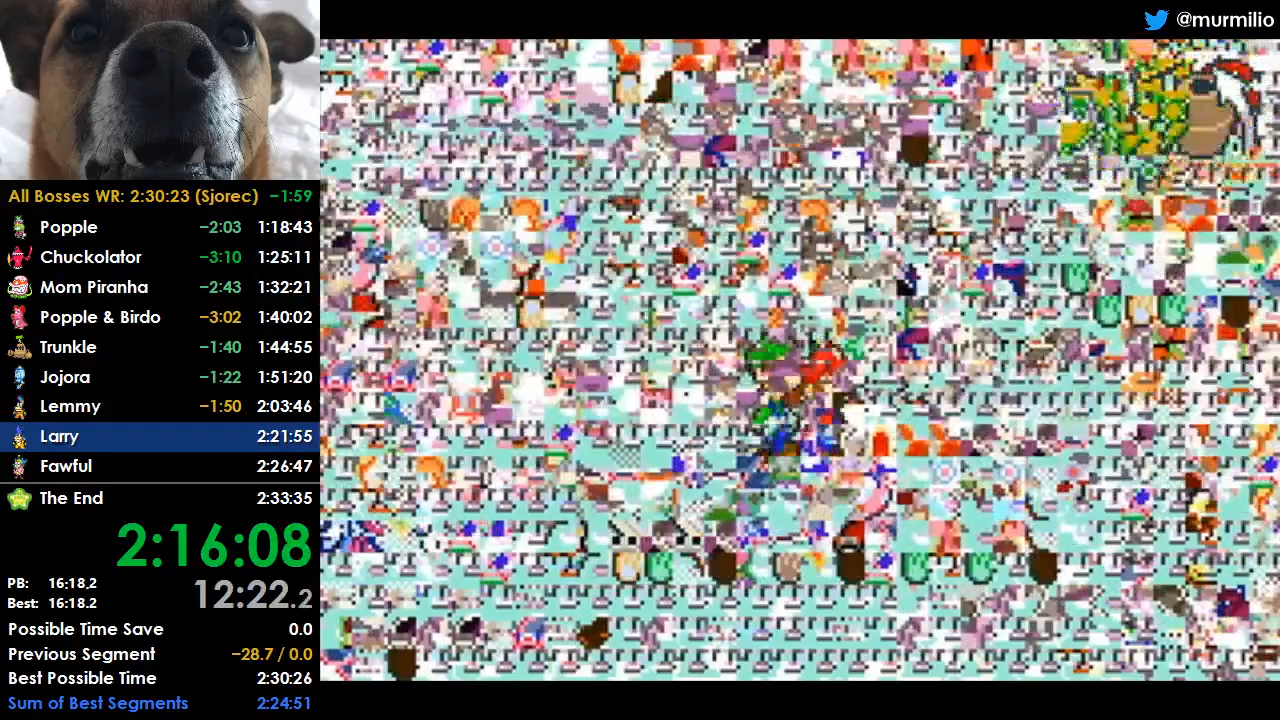 @murmilio
All Bosses WR: 2:30:23 (Sjorec) −1:59
Popple −2:03 1:18:43
Chuckolator −3:10 1:25:11
Mom Piranha −2:43 1:32:21
Popple & Birdo −3:02 1:40:02
Trunkle −1:40 1:44:55
Jojora −1:22 1:51:20
Lemmy −1:50 2:03:46
Larry 2:21:55
Fawful 2:26:47
The End 2:33:35
2:16:08
PB: 16:18.2
Best: 16:18.2
12:22.2
Possible Time Save 0.0
Previous Segment −28.7 / 0.0
Best Possible Time 2:30:26
Sum of Best Segments 2:24:51